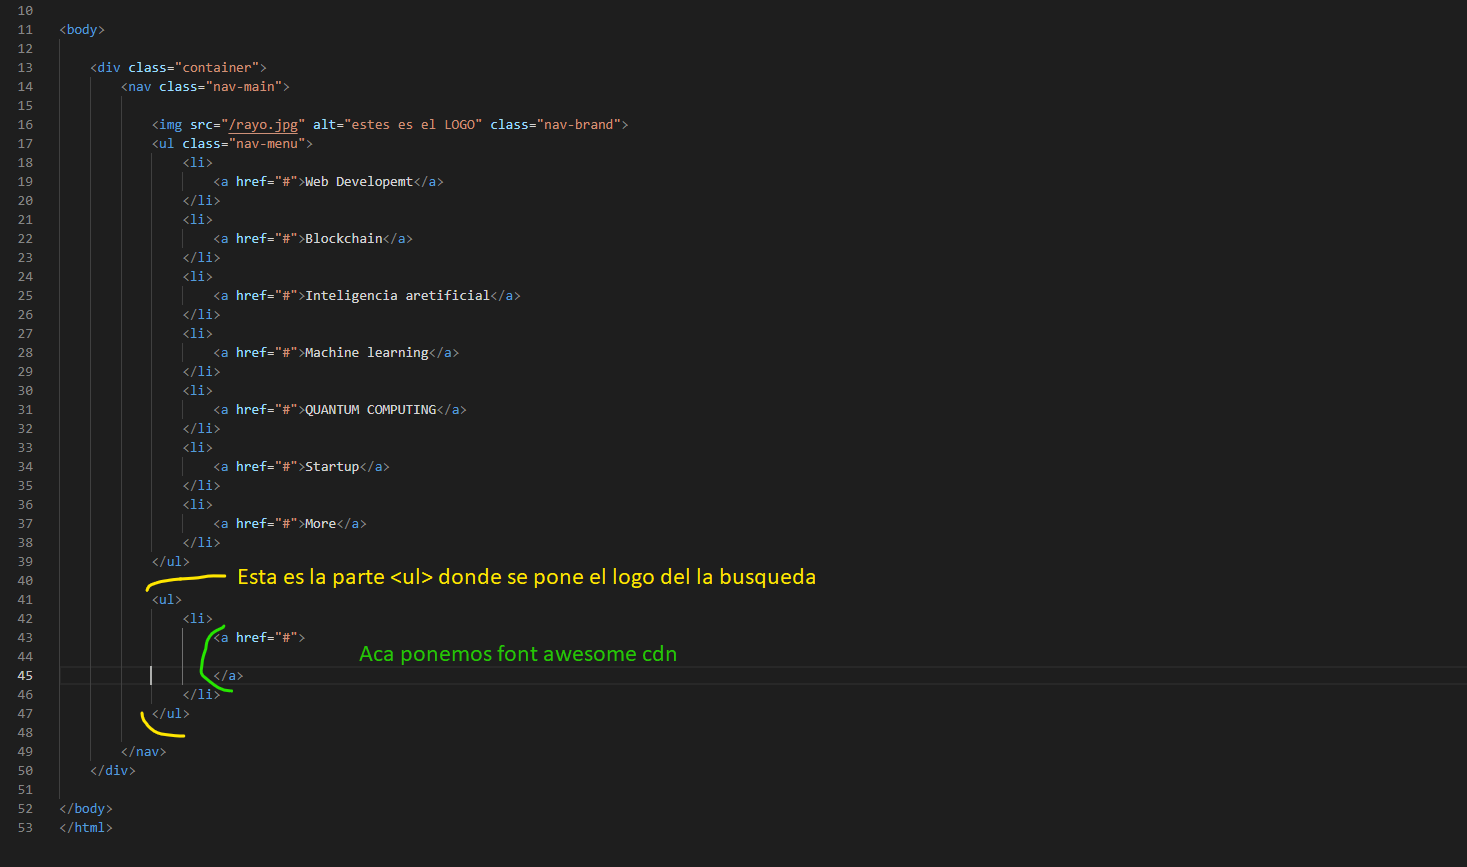 10
11 <body>
12
13 <div class="container">
14 <nav class="nav-main">
15
16 <img src="/rayo.jpg" alt="estes es el LOGO" class="nav-brand">
17 <ul class="nav-menu">
18 <li>
19 <a href="#">Web Developemt</a>
20 </li>
21 <li>
22 <a href="#">Blockchain</a>
23 </li>
24 <li>
25 <a href="#">Inteligencia aretificial</a>
26 </li>
27 <li>
28 <a href="#">Machine learning</a>
29 </li>
30 <li>
31 <a href="#">QUANTUM COMPUTING</a>
32 </li>
33 <li>
34 <a href="#">Startup</a>
35 </li>
36 <li>
37 <a href="#">More</a>
38 </li>
39 </ul>
Esta es la parte <ul> donde se pone el logo del la busqueda
40
41 <ul>
42 <li>
43 <a href="#">
Aca ponemos font awesome cdn
44
45 </a>
46 </li>
47 </ul>
48
49 </nav>
50 </div>
51
52 </body>
53 </html>